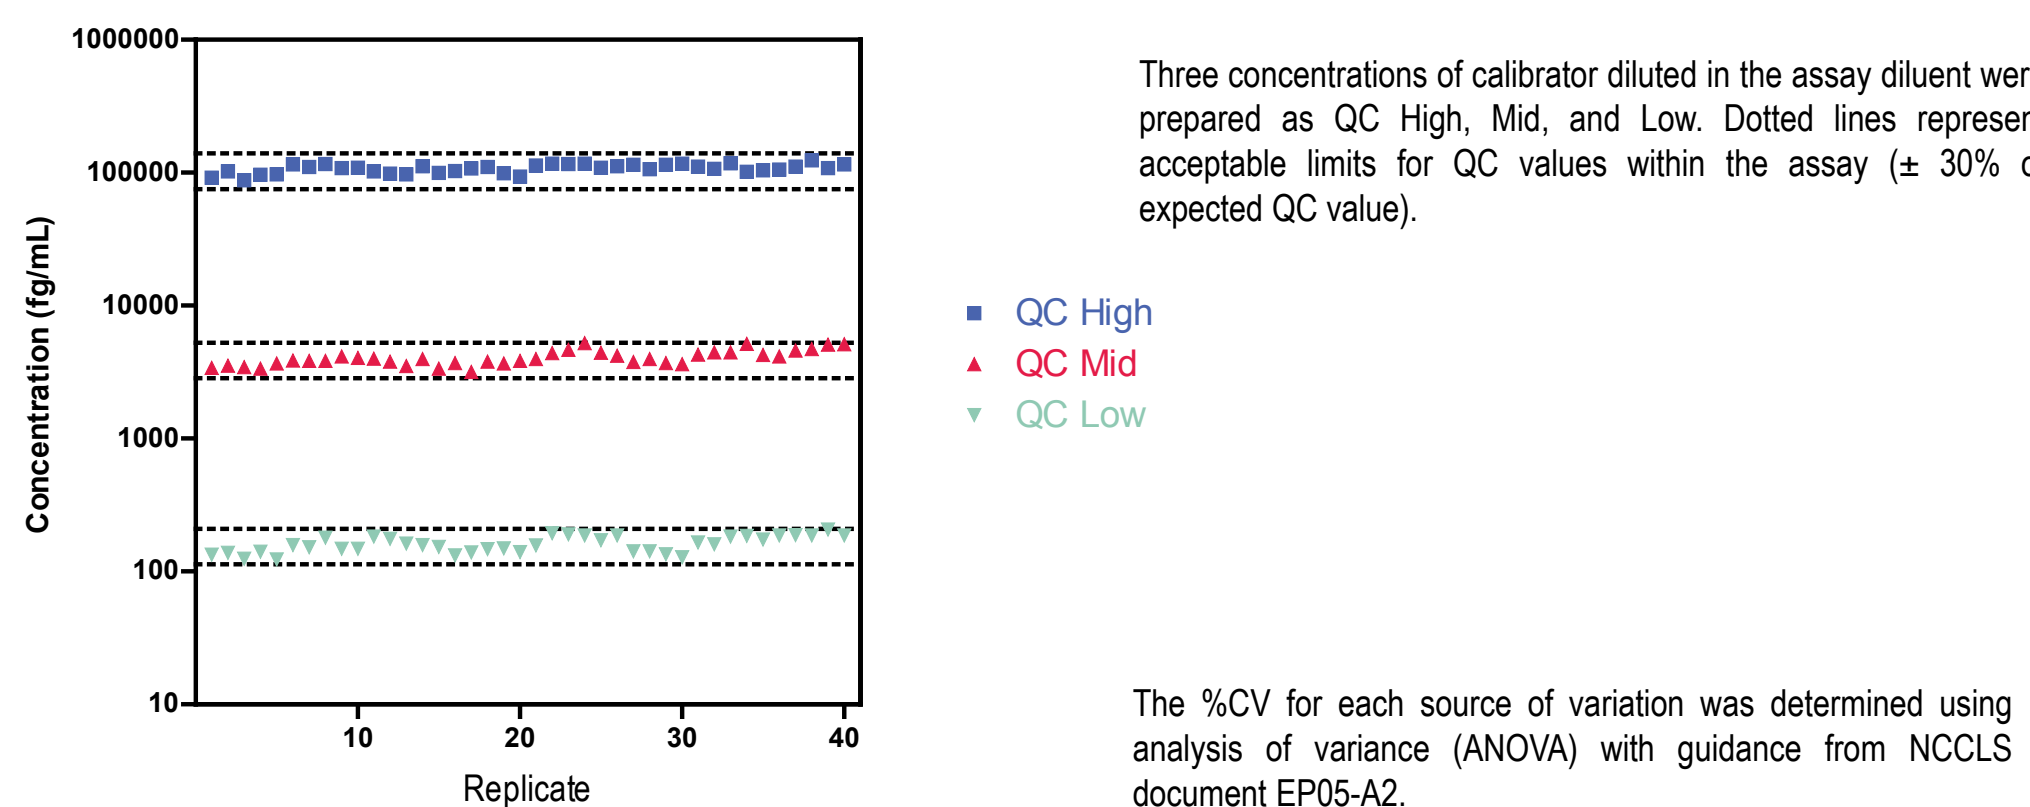 1000000
100000
10000
1000
100
10
Concentration (fg/mL)
10 20 30 40
Replicate
Three concentrations of calibrator diluted in the assay diluent wer
prepared as QC High, Mid, and Low. Dotted lines represen
acceptable limits for QC values within the assay (± 30% o
expected QC value).
QC High
QC Mid
QC Low
The %CV for each source of variation was determined using
analysis of variance (ANOVA) with guidance from NCCLS
document EP05-A2.